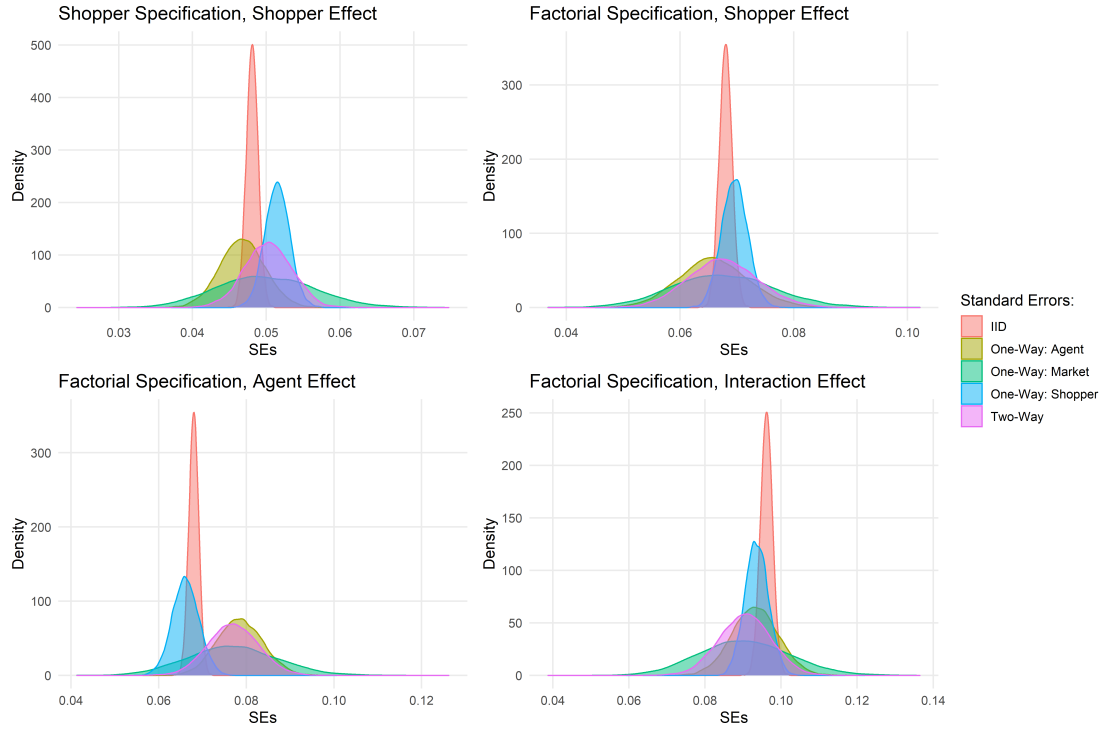 Shopper Specification, Shopper Effect
500
400
300
200
100
0
Density
0.03 0.04 0.05 0.06 0.07
SEs
Factorial Specification, Shopper Effect
300
200
100
0
Density
0.04 0.06 0.08 0.10
SEs
Factorial Specification, Agent Effect
300
200
100
0
Density
0.04 0.06 0.08 0.10 0.12
SEs
Factorial Specification, Interaction Effect
250
200
150
100
50
0
Density
0.04 0.06 0.08 0.10 0.12 0.14
SEs
Standard Errors:
IID
One-Way: Agent
One-Way: Market
One-Way: Shopper
Two-Way